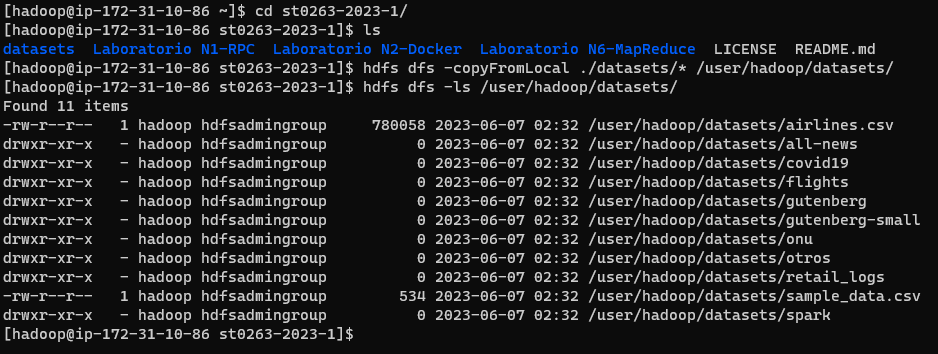 [hadoop@ip-172-31-10-86 ~]$ cd st0263-2023-1/
[hadoop@ip-172-31-10-86 st0263-2023-1]$ ls
datasets  Laboratorio N1-RPC  Laboratorio N2-Docker  Laboratorio N6-MapReduce  LICENSE  README.md
[hadoop@ip-172-31-10-86 st0263-2023-1]$ hdfs dfs -copyFromLocal ./datasets/* /user/hadoop/datasets/
[hadoop@ip-172-31-10-86 st0263-2023-1]$ hdfs dfs -ls /user/hadoop/datasets/
Found 11 items
-rw-r--r--   1 hadoop hdfsadmingroup     780058 2023-06-07 02:32 /user/hadoop/datasets/airlines.csv
drwxr-xr-x   - hadoop hdfsadmingroup          0 2023-06-07 02:32 /user/hadoop/datasets/all-news
drwxr-xr-x   - hadoop hdfsadmingroup          0 2023-06-07 02:32 /user/hadoop/datasets/covid19
drwxr-xr-x   - hadoop hdfsadmingroup          0 2023-06-07 02:32 /user/hadoop/datasets/flights
drwxr-xr-x   - hadoop hdfsadmingroup          0 2023-06-07 02:32 /user/hadoop/datasets/gutenberg
drwxr-xr-x   - hadoop hdfsadmingroup          0 2023-06-07 02:32 /user/hadoop/datasets/gutenberg-small
drwxr-xr-x   - hadoop hdfsadmingroup          0 2023-06-07 02:32 /user/hadoop/datasets/onu
drwxr-xr-x   - hadoop hdfsadmingroup          0 2023-06-07 02:32 /user/hadoop/datasets/otros
drwxr-xr-x   - hadoop hdfsadmingroup          0 2023-06-07 02:32 /user/hadoop/datasets/retail_logs
-rw-r--r--   1 hadoop hdfsadmingroup        534 2023-06-07 02:32 /user/hadoop/datasets/sample_data.csv
drwxr-xr-x   - hadoop hdfsadmingroup          0 2023-06-07 02:32 /user/hadoop/datasets/spark
[hadoop@ip-172-31-10-86 st0263-2023-1]$